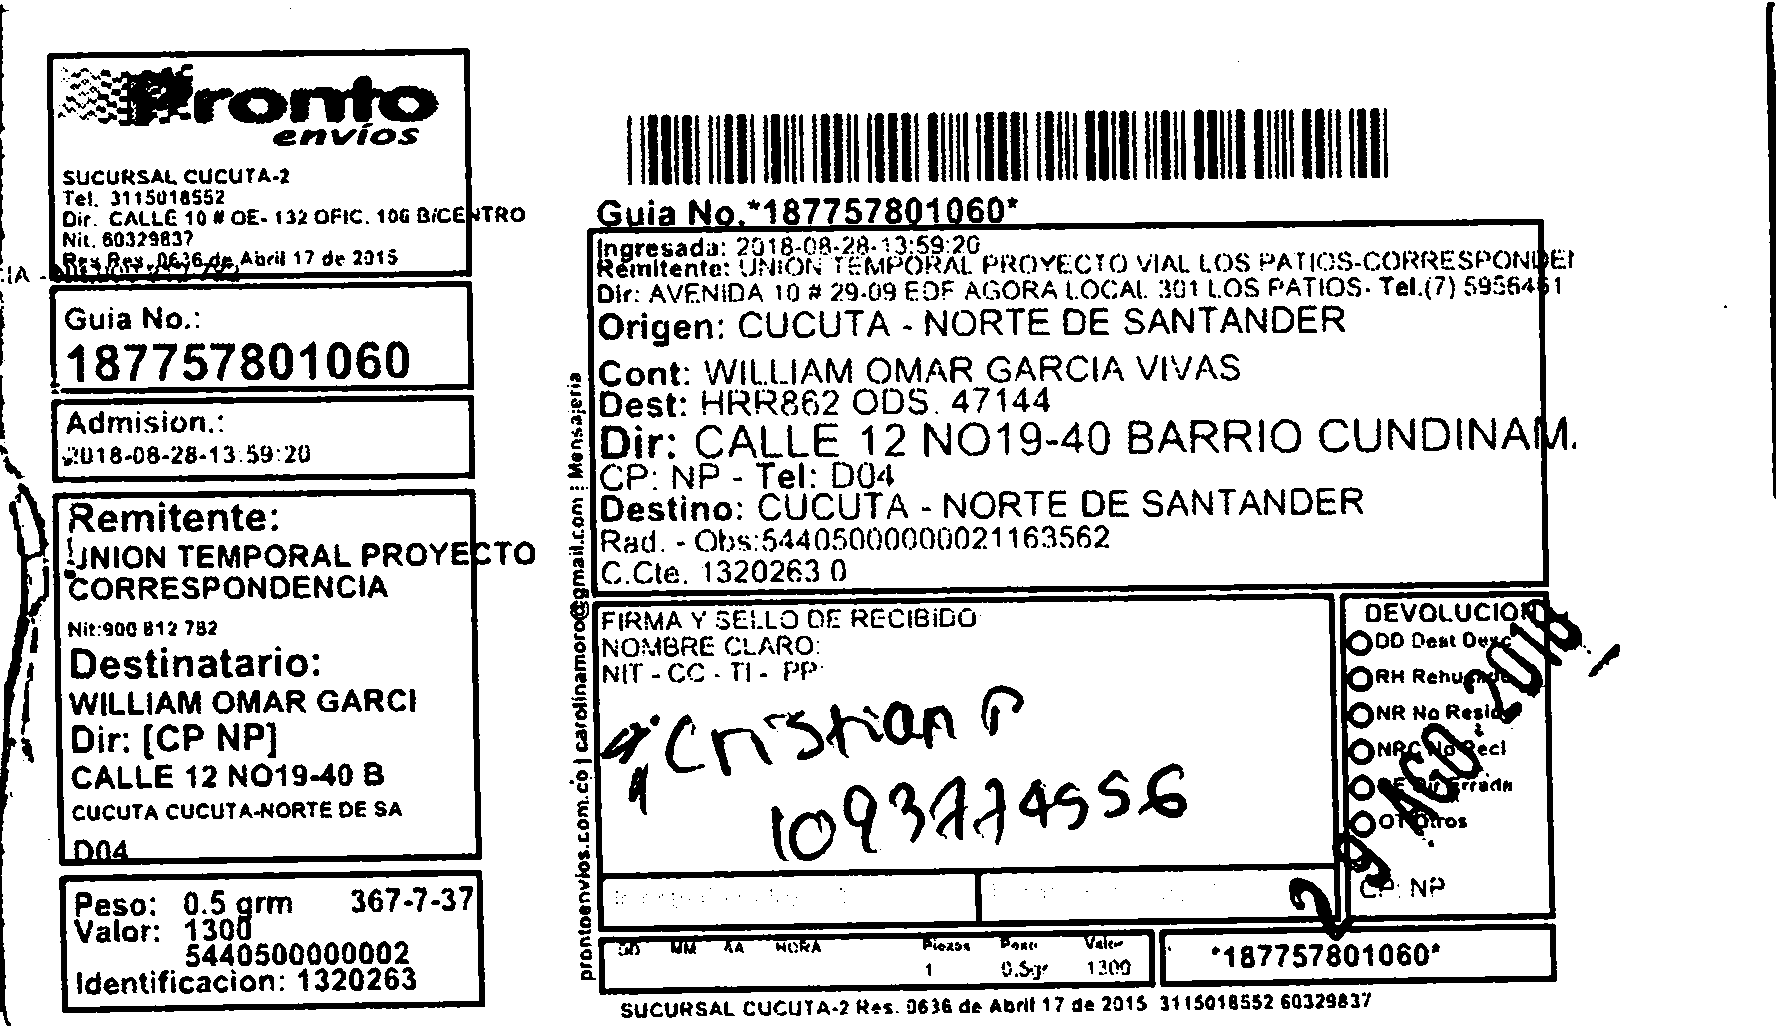 Pronto
envíos
SUCURSAL CUCUTA-2
Tel. 3115018552
Dir. CALLE 10 # OE- 132 OFIC. 106 B/CENTRO
Nit. 60329837
Res Res. 0636 de Abril 17 de 2015
Guia No.:
187757801060
Admision.:
2018-08-28-13:59:20
Remitente:
UNION TEMPORAL PROYECTO
CORRESPONDENCIA
Nit:900 812 782
Destinatario:
WILLIAM OMAR GARCI
Dir: [CP NP]
CALLE 12 NO19-40 B
CUCUTA CUCUTA-NORTE DE SA
D04
Peso: 0.5 grm 367-7-37
Valor: 1300
5440500000002
Identificacion: 1320263
prontoenvios.com.co | carolinamoro@gmail.com | Mensajeria
Guia No.*187757801060*
Ingresada: 2018-08-28-13:59:20
Remitente: UNION TEMPORAL PROYECTO VIAL LOS PATIOS-CORRESPONDEN
Dir: AVENIDA 10 # 29-09 EDF AGORA LOCAL 301 LOS PATIOS- Tel.(7) 5956461
Origen: CUCUTA - NORTE DE SANTANDER
Cont: WILLIAM OMAR GARCIA VIVAS
Dest: HRR862 ODS. 47144
Dir: CALLE 12 NO19-40 BARRIO CUNDINAM.
CP: NP - Tel: D04
Destino: CUCUTA - NORTE DE SANTANDER
Rad. - Obs:54405000000021163562
C.Cte. 1320263 0
FIRMA Y SELLO DE RECIBIDO
NOMBRE CLARO:
NIT - CC - TI - PP:
Cristian P
1093774556
DEVOLUCION
DD Dest Desc
RH Rehusado
NR No Reside
NRC No Recl
DE Dir Errada
OT Otros
CP: NP
29 AGO 2018
DD MM AA HORA
Piezas Peso Valor
1 0.5gr 1300
*187757801060*
SUCURSAL CUCUTA-2 Res. 0636 de Abril 17 de 2015 3115018552 60329837